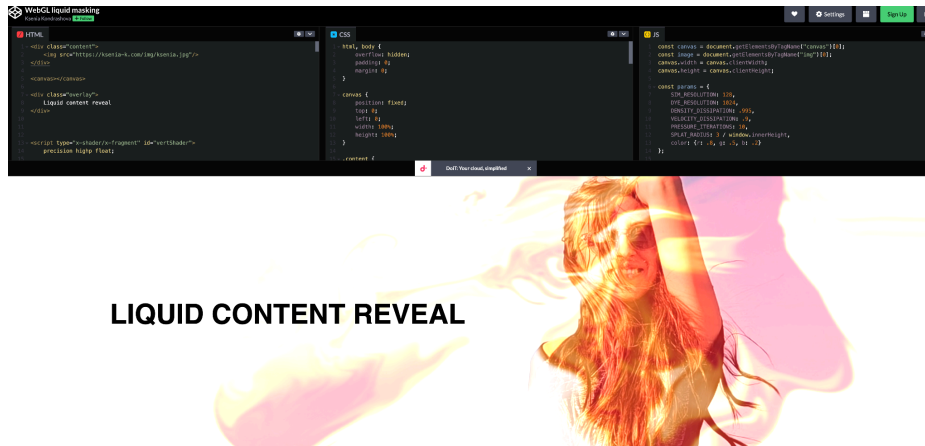 WebGL liquid masking
Ksenia Kondrashova + Follow
Settings
Sign Up
HTML
<div class="content">
<img src="https://ksenia-k.com/img/ksenia.jpg"/>
</div>
<canvas></canvas>
<div class="overlay">
Liquid content reveal
</div>
<script type="x-shader/x-fragment" id="vertShader">
precision highp float;
CSS
html, body {
overflow: hidden;
padding: 0;
margin: 0;
}
canvas {
position: fixed;
top: 0;
left: 0;
width: 100%;
height: 100%;
}
.content {
JS
const canvas = document.getElementsByTagName("canvas")[0];
const image = document.getElementsByTagName("img")[0];
canvas.width = canvas.clientWidth;
canvas.height = canvas.clientHeight;
const params = {
SIM_RESOLUTION: 128,
DYE_RESOLUTION: 1024,
DENSITY_DISSIPATION: .995,
VELOCITY_DISSIPATION: .9,
PRESSURE_ITERATIONS: 10,
SPLAT_RADIUS: 3 / window.innerHeight,
color: {r: .8, g: .5, b: .2}
};
DoiT: Your cloud, simplified
LIQUID CONTENT REVEAL